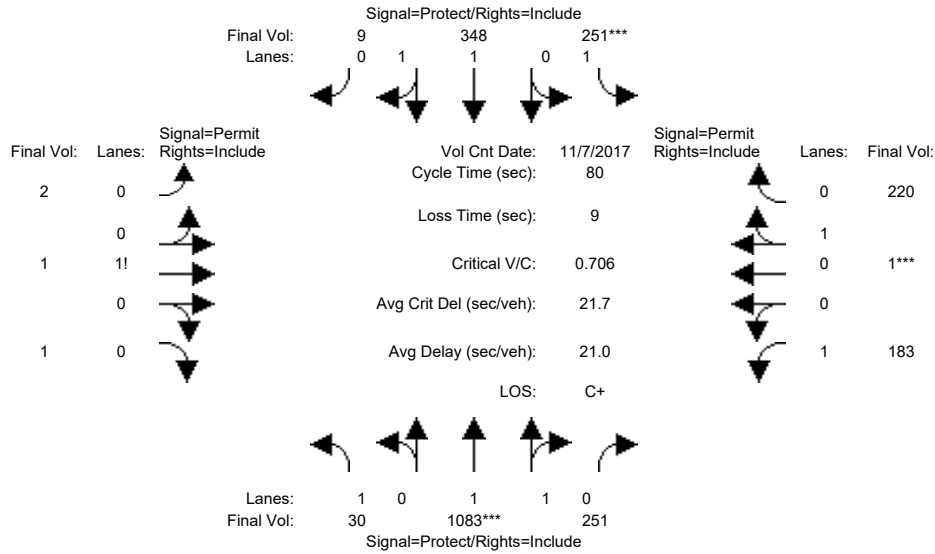 Signal=Protect/Rights=Include
Final Vol: 9 348 251***
Lanes: 0 1 1 0 1
Signal=Permit Signal=Permit
Final Vol: Lanes: Rights=Include Vol Cnt Date: 11/7/2017 Rights=Include Lanes: Final Vol:
Cycle Time (sec): 80
2 0 0 220
Loss Time (sec): 9
0 1
1 1! Critical V/C: 0.706 0 1***
0 Avg Crit Del (sec/veh): 21.7 0
1 0 Avg Delay (sec/veh): 21.0 1 183
LOS: C+
Lanes: 1 0 1 1 0
Final Vol: 30 1083*** 251
Signal=Protect/Rights=Include